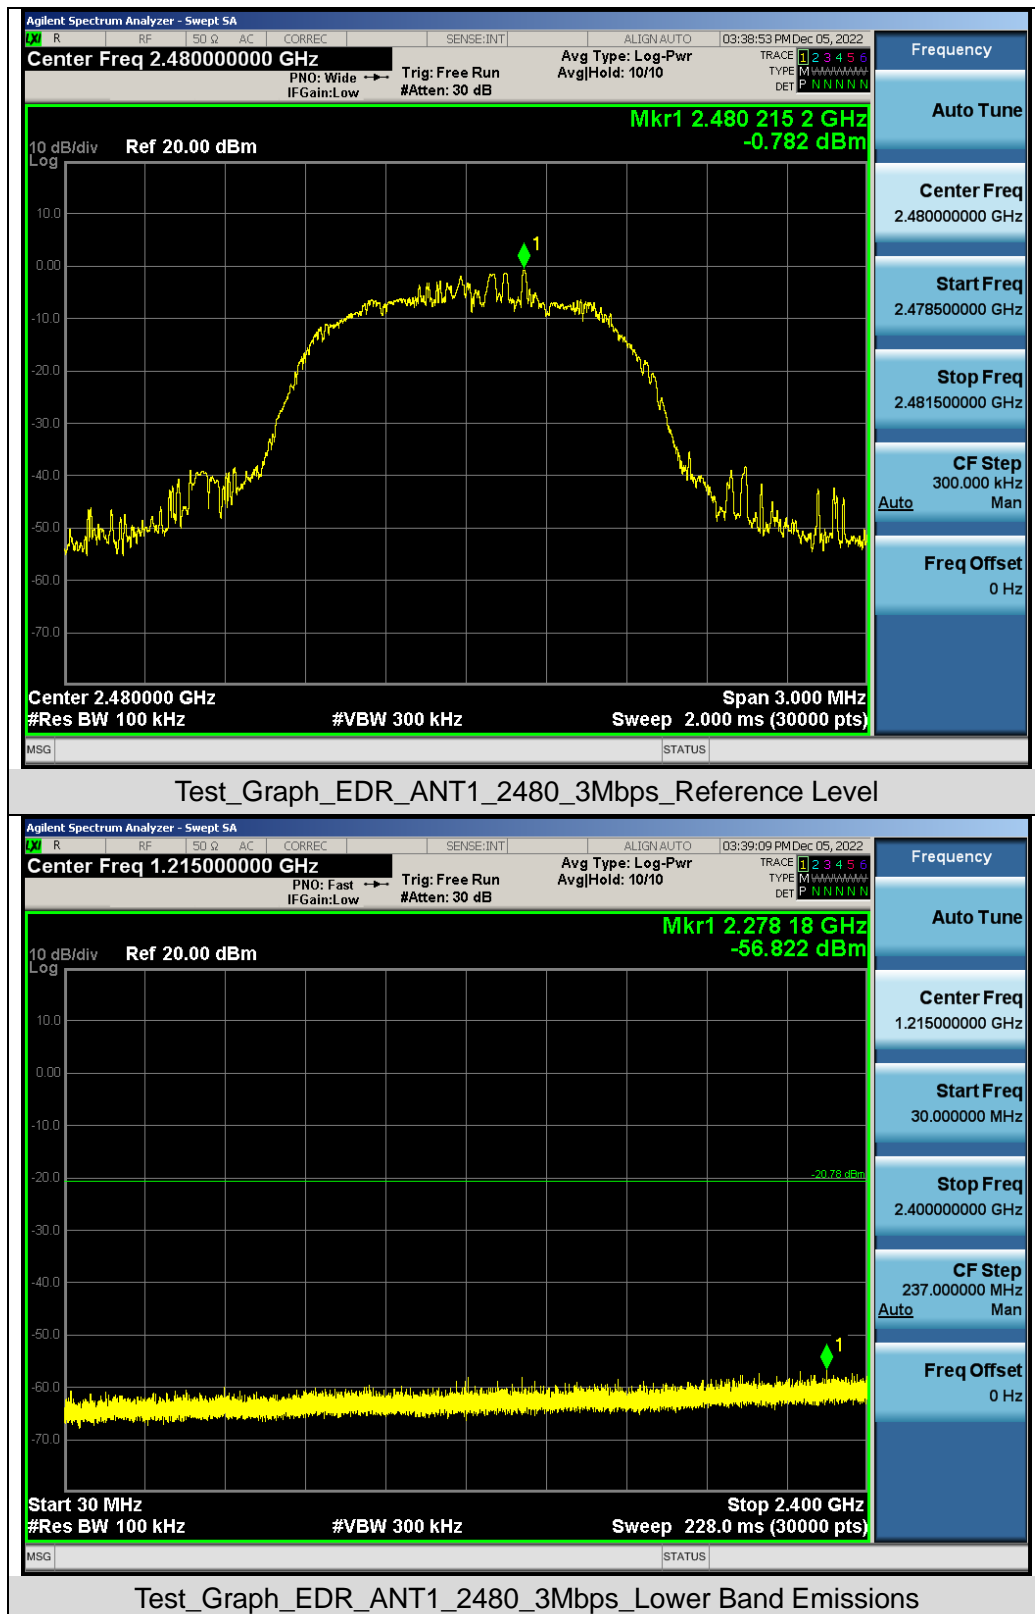 Agilent Spectrum Analyzer - Swept SA
LXI R RF 50 Ω AC CORREC SENSE:INT ALIGN AUTO 03:38:53 PM Dec 05, 2022
Center Freq 2.480000000 GHz
PNO: Wide
IFGain:Low
Trig: Free Run
#Atten: 30 dB
Avg Type: Log-Pwr
Avg|Hold: 10/10
TRACE 1 2 3 4 5 6
TYPE M WWWWW
DET P N N N N N
Mkr1 2.480 215 2 GHz
-0.782 dBm
10 dB/div Ref 20.00 dBm
Log
10.0
0.00
1
-10.0
-20.0
-30.0
-40.0
-50.0
-60.0
-70.0
Center 2.480000 GHz Span 3.000 MHz
#Res BW 100 kHz #VBW 300 kHz Sweep 2.000 ms (30000 pts)
MSG STATUS
Frequency
Auto Tune
Center Freq
2.480000000 GHz
Start Freq
2.478500000 GHz
Stop Freq
2.481500000 GHz
CF Step
300.000 kHz
Auto Man
Freq Offset
0 Hz
Test_Graph_EDR_ANT1_2480_3Mbps_Reference Level
Agilent Spectrum Analyzer - Swept SA
LXI R RF 50 Ω AC CORREC SENSE:INT ALIGN AUTO 03:39:09 PM Dec 05, 2022
Center Freq 1.215000000 GHz
PNO: Fast
IFGain:Low
Trig: Free Run
#Atten: 30 dB
Avg Type: Log-Pwr
Avg|Hold: 10/10
TRACE 1 2 3 4 5 6
TYPE M WWWWW
DET P N N N N N
Mkr1 2.278 18 GHz
-56.822 dBm
10 dB/div Ref 20.00 dBm
Log
10.0
0.00
-10.0
-20.0
-20.78 dBm
-30.0
-40.0
-50.0
1
-60.0
-70.0
Start 30 MHz Stop 2.400 GHz
#Res BW 100 kHz #VBW 300 kHz Sweep 228.0 ms (30000 pts)
MSG STATUS
Frequency
Auto Tune
Center Freq
1.215000000 GHz
Start Freq
30.000000 MHz
Stop Freq
2.400000000 GHz
CF Step
237.000000 MHz
Auto Man
Freq Offset
0 Hz
Test_Graph_EDR_ANT1_2480_3Mbps_Lower Band Emissions